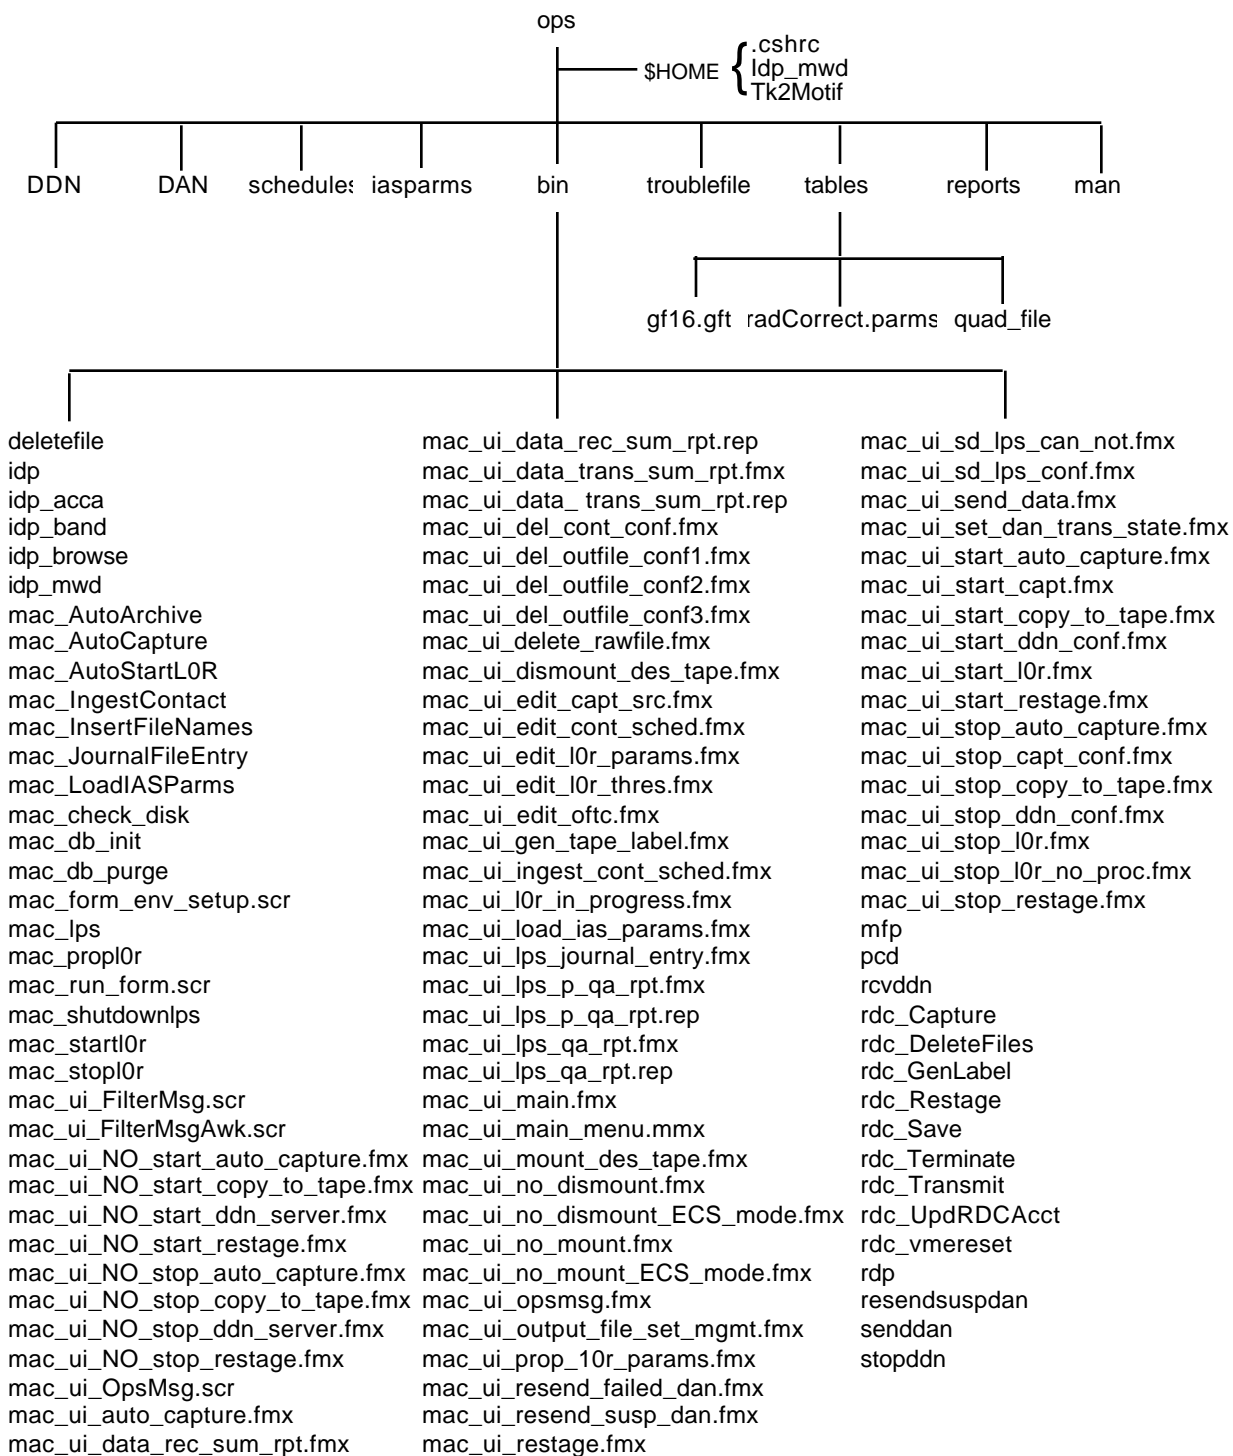 ops
$HOME
.cshrc
Idp_mwd
Tk2Motif
DDN DAN schedules iasparms bin troublefile tables reports man
gf16.gft radCorrect.parms quad_file
deletefile
idp
idp_acca
idp_band
idp_browse
idp_mwd
mac_AutoArchive
mac_AutoCapture
mac_AutoStartL0R
mac_IngestContact
mac_InsertFileNames
mac_JournalFileEntry
mac_LoadIASParms
mac_check_disk
mac_db_init
mac_db_purge
mac_form_env_setup.scr
mac_lps
mac_propl0r
mac_run_form.scr
mac_shutdownlps
mac_startl0r
mac_stopl0r
mac_ui_FilterMsg.scr
mac_ui_FilterMsgAwk.scr
mac_ui_NO_start_auto_capture.fmx
mac_ui_NO_start_copy_to_tape.fmx
mac_ui_NO_start_ddn_server.fmx
mac_ui_NO_start_restage.fmx
mac_ui_NO_stop_auto_capture.fmx
mac_ui_NO_stop_copy_to_tape.fmx
mac_ui_NO_stop_ddn_server.fmx
mac_ui_NO_stop_restage.fmx
mac_ui_OpsMsg.scr
mac_ui_auto_capture.fmx
mac_ui_data_rec_sum_rpt.fmx
mac_ui_data_rec_sum_rpt.rep
mac_ui_data_trans_sum_rpt.fmx
mac_ui_data_ trans_sum_rpt.rep
mac_ui_del_cont_conf.fmx
mac_ui_del_outfile_conf1.fmx
mac_ui_del_outfile_conf2.fmx
mac_ui_del_outfile_conf3.fmx
mac_ui_delete_rawfile.fmx
mac_ui_dismount_des_tape.fmx
mac_ui_edit_capt_src.fmx
mac_ui_edit_cont_sched.fmx
mac_ui_edit_l0r_params.fmx
mac_ui_edit_l0r_thres.fmx
mac_ui_edit_oftc.fmx
mac_ui_gen_tape_label.fmx
mac_ui_ingest_cont_sched.fmx
mac_ui_l0r_in_progress.fmx
mac_ui_load_ias_params.fmx
mac_ui_lps_journal_entry.fmx
mac_ui_lps_p_qa_rpt.fmx
mac_ui_lps_p_qa_rpt.rep
mac_ui_lps_qa_rpt.fmx
mac_ui_lps_qa_rpt.rep
mac_ui_main.fmx
mac_ui_main_menu.mmx
mac_ui_mount_des_tape.fmx
mac_ui_no_dismount.fmx
mac_ui_no_dismount_ECS_mode.fmx
mac_ui_no_mount.fmx
mac_ui_no_mount_ECS_mode.fmx
mac_ui_opsmsg.fmx
mac_ui_output_file_set_mgmt.fmx
mac_ui_prop_10r_params.fmx
mac_ui_resend_failed_dan.fmx
mac_ui_resend_susp_dan.fmx
mac_ui_restage.fmx
mac_ui_sd_lps_can_not.fmx
mac_ui_sd_lps_conf.fmx
mac_ui_send_data.fmx
mac_ui_set_dan_trans_state.fmx
mac_ui_start_auto_capture.fmx
mac_ui_start_capt.fmx
mac_ui_start_copy_to_tape.fmx
mac_ui_start_ddn_conf.fmx
mac_ui_start_l0r.fmx
mac_ui_start_restage.fmx
mac_ui_stop_auto_capture.fmx
mac_ui_stop_capt_conf.fmx
mac_ui_stop_copy_to_tape.fmx
mac_ui_stop_ddn_conf.fmx
mac_ui_stop_l0r.fmx
mac_ui_stop_l0r_no_proc.fmx
mac_ui_stop_restage.fmx
mfp
pcd
rcvddn
rdc_Capture
rdc_DeleteFiles
rdc_GenLabel
rdc_Restage
rdc_Save
rdc_Terminate
rdc_Transmit
rdc_UpdRDCAcct
rdc_vmereset
rdp
resendsuspdan
senddan
stopddn